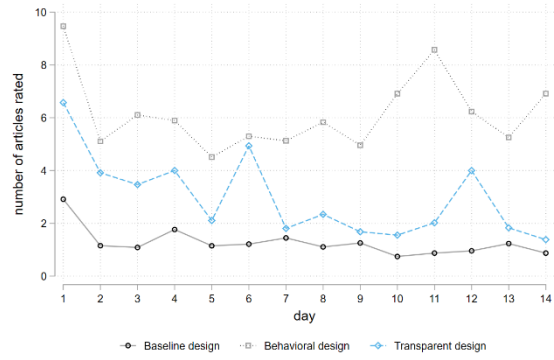 number of articles rated
10
8
6
4
2
0
1 2 3 4 5 6 7 8 9 10 11 12 13 14
day
Baseline design Behavioral design Transparent design